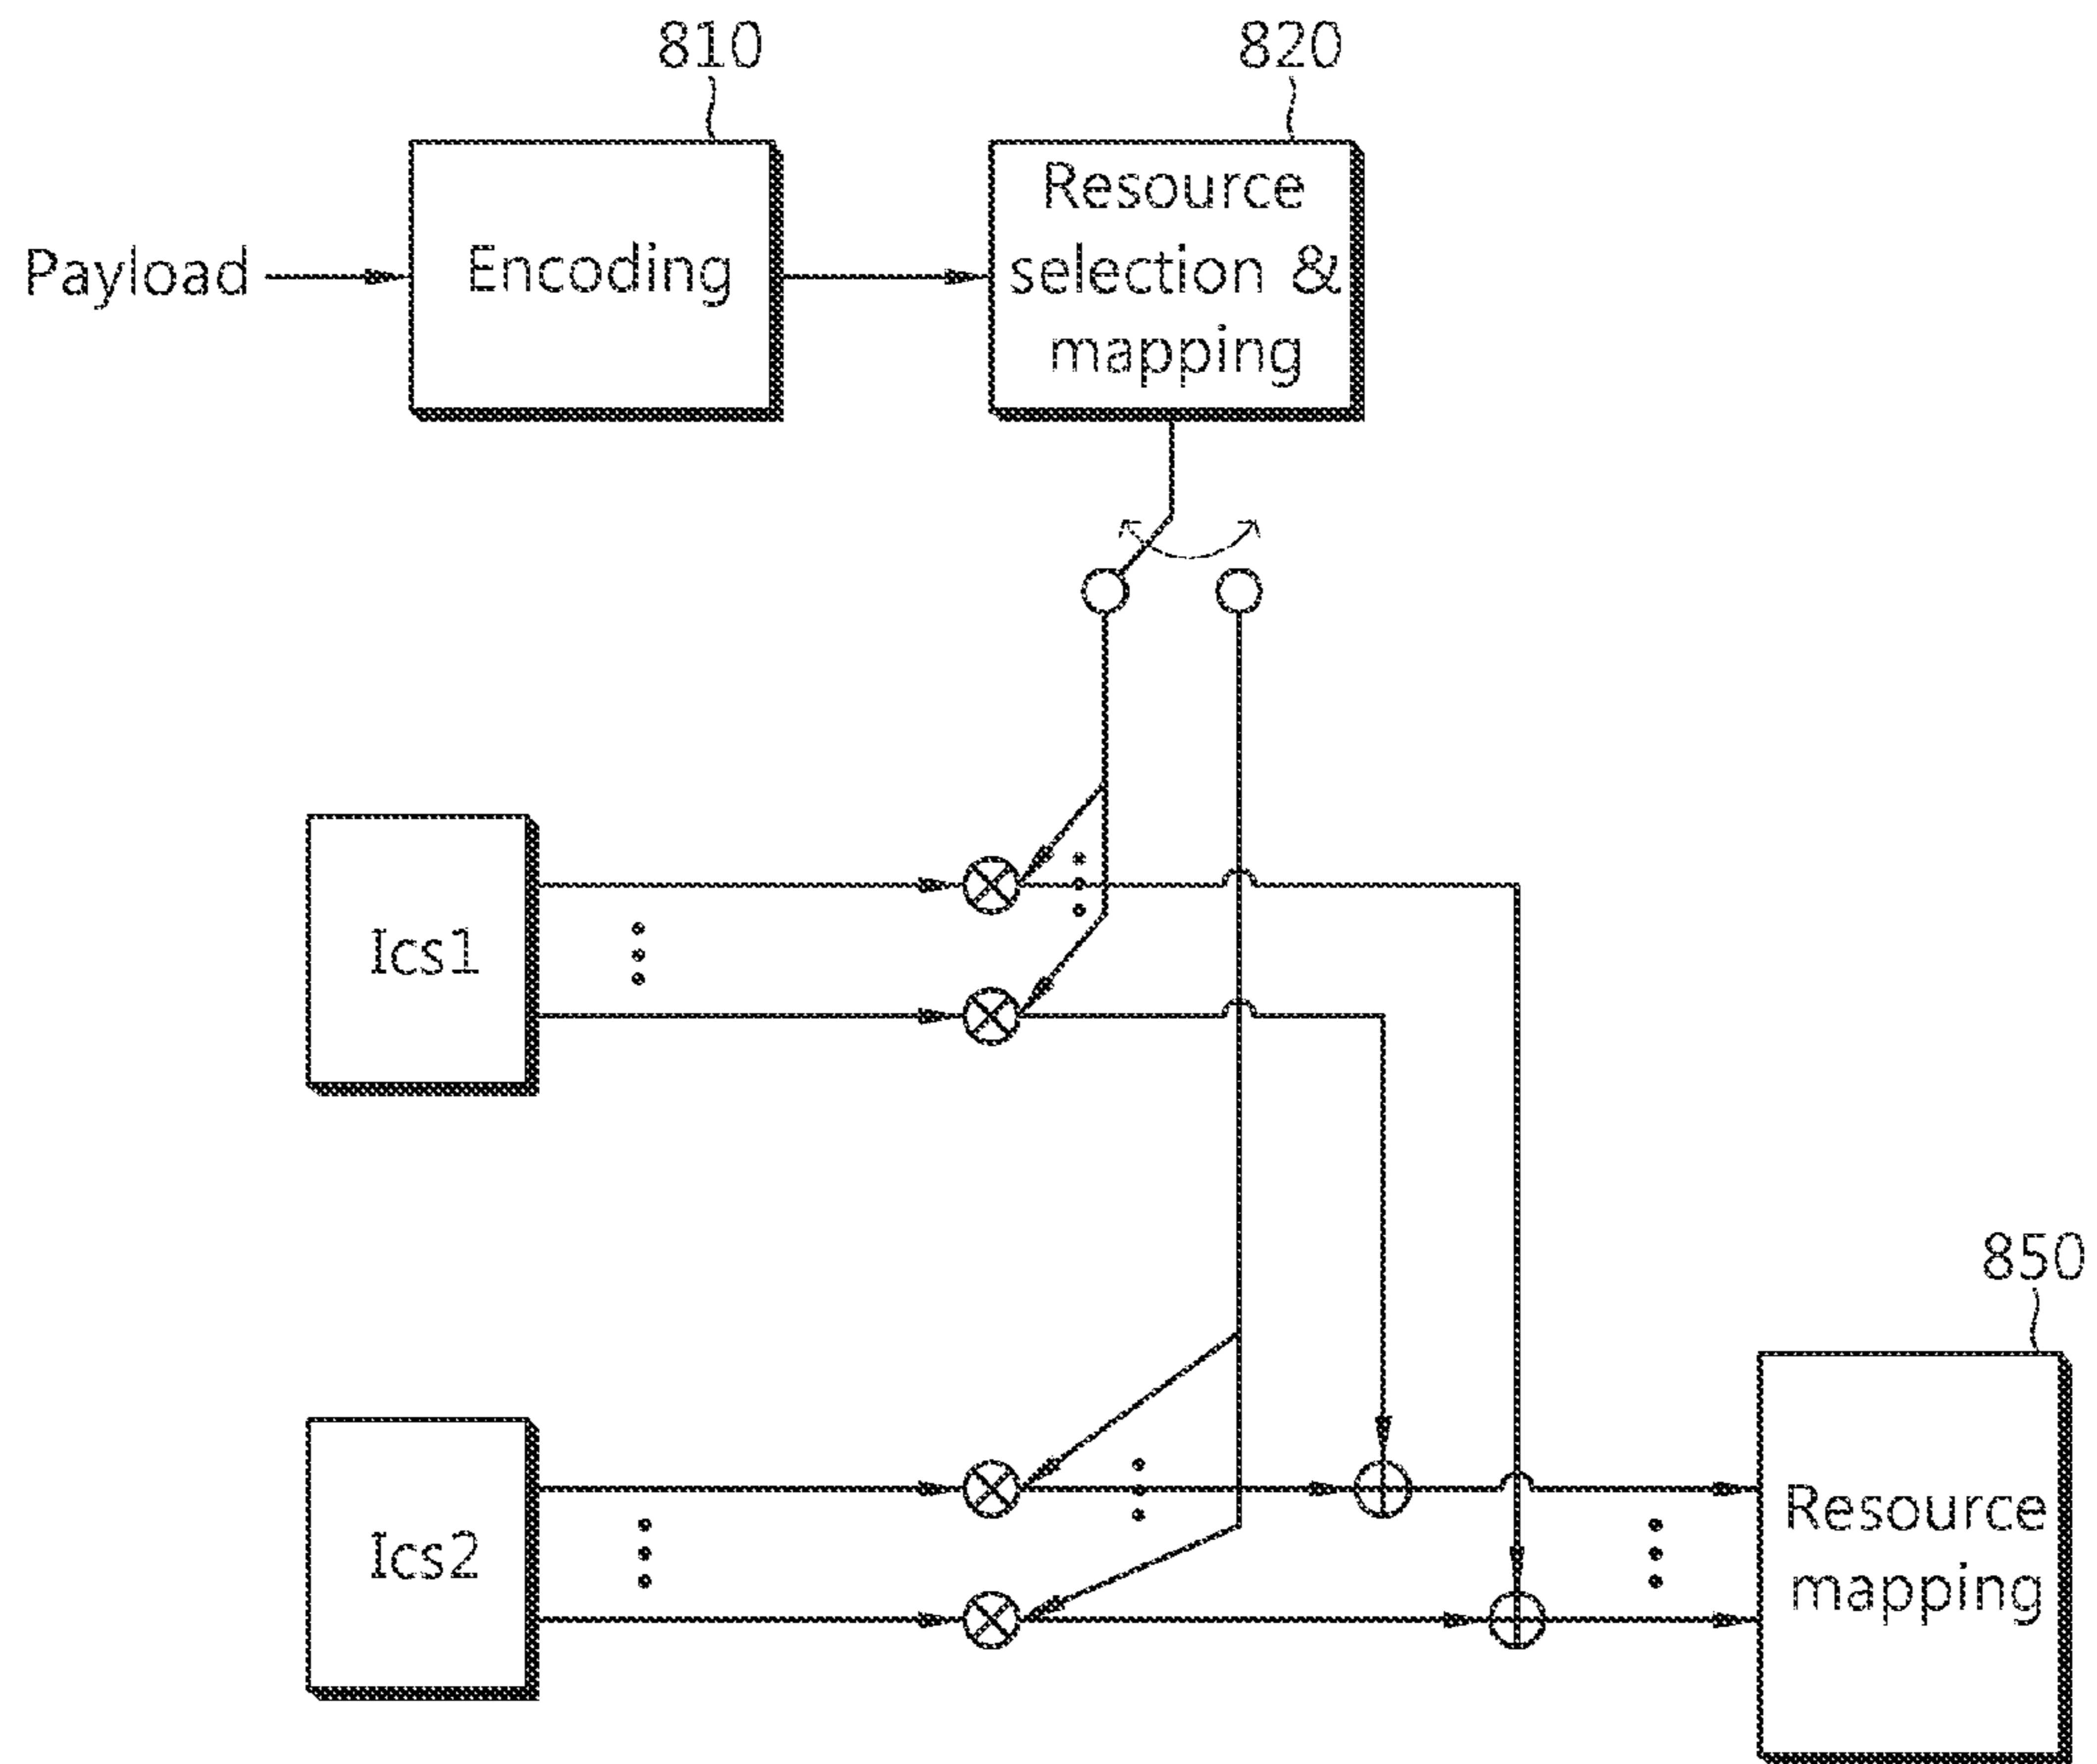 810
820
Payload
Encoding
Resource
selection &
mapping
Ics1
850
Ics2
Resource
mapping